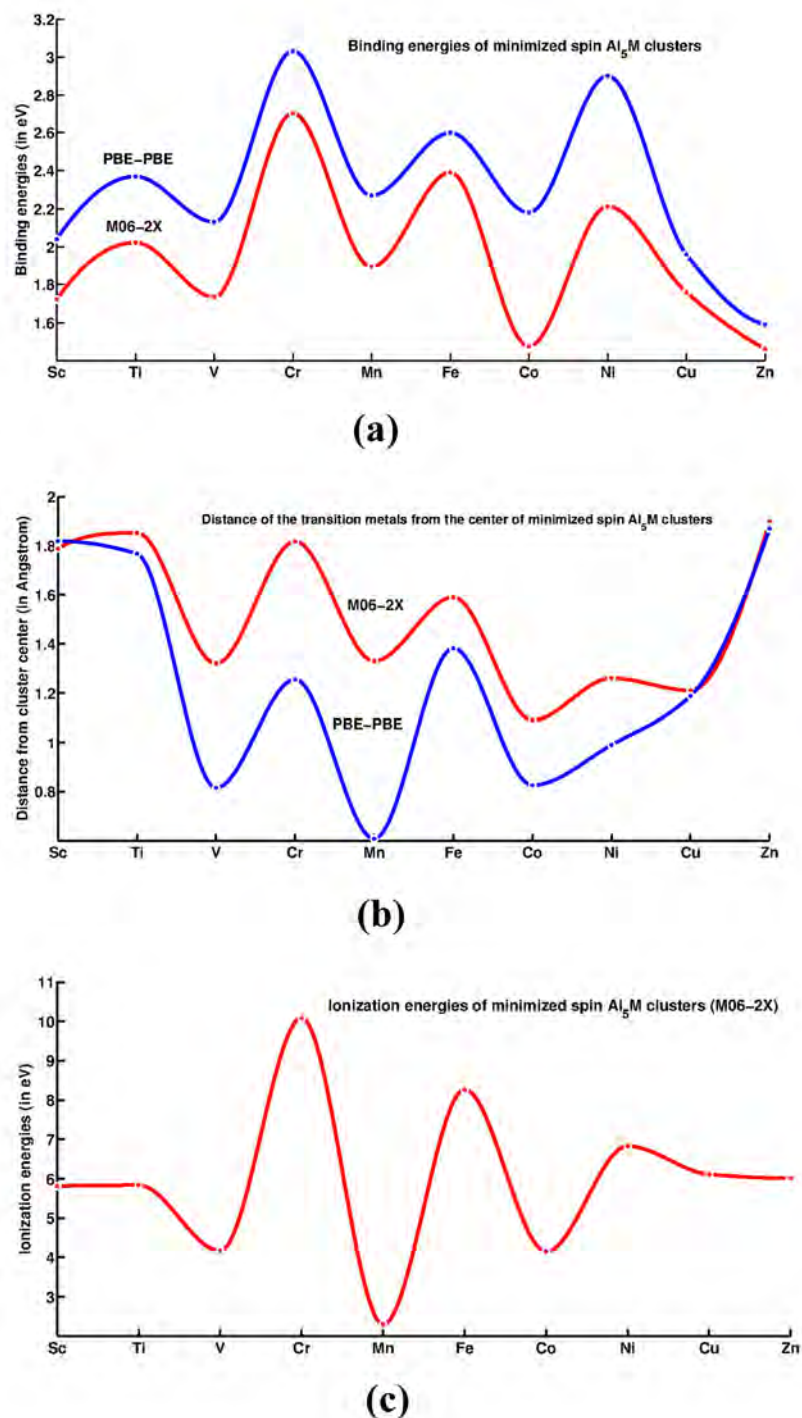 3.2
Binding energies of minimized spin Al5M clusters
3
2.8
2.6
PBE−PBE
2.4
2.2
M06−2X
2
1.8
1.6
Binding energies (in eV)
Sc Ti V Cr Mn Fe Co Ni Cu Zn
(a)
2
Distance of the transition metals from the center of minimized spin Al5M clusters
1.8
M06−2X
1.6
1.4
1.2
PBE−PBE
1
0.8
Distance from cluster center (in Angstrom)
Sc Ti V Cr Mn Fe Co Ni Cu Zn
(b)
11
Ionization energies of minimized spin Al5M clusters (M06−2X)
10
9
8
7
6
5
4
3
Ionization energies (in eV)
Sc Ti V Cr Mn Fe Co Ni Cu Zn
(c)